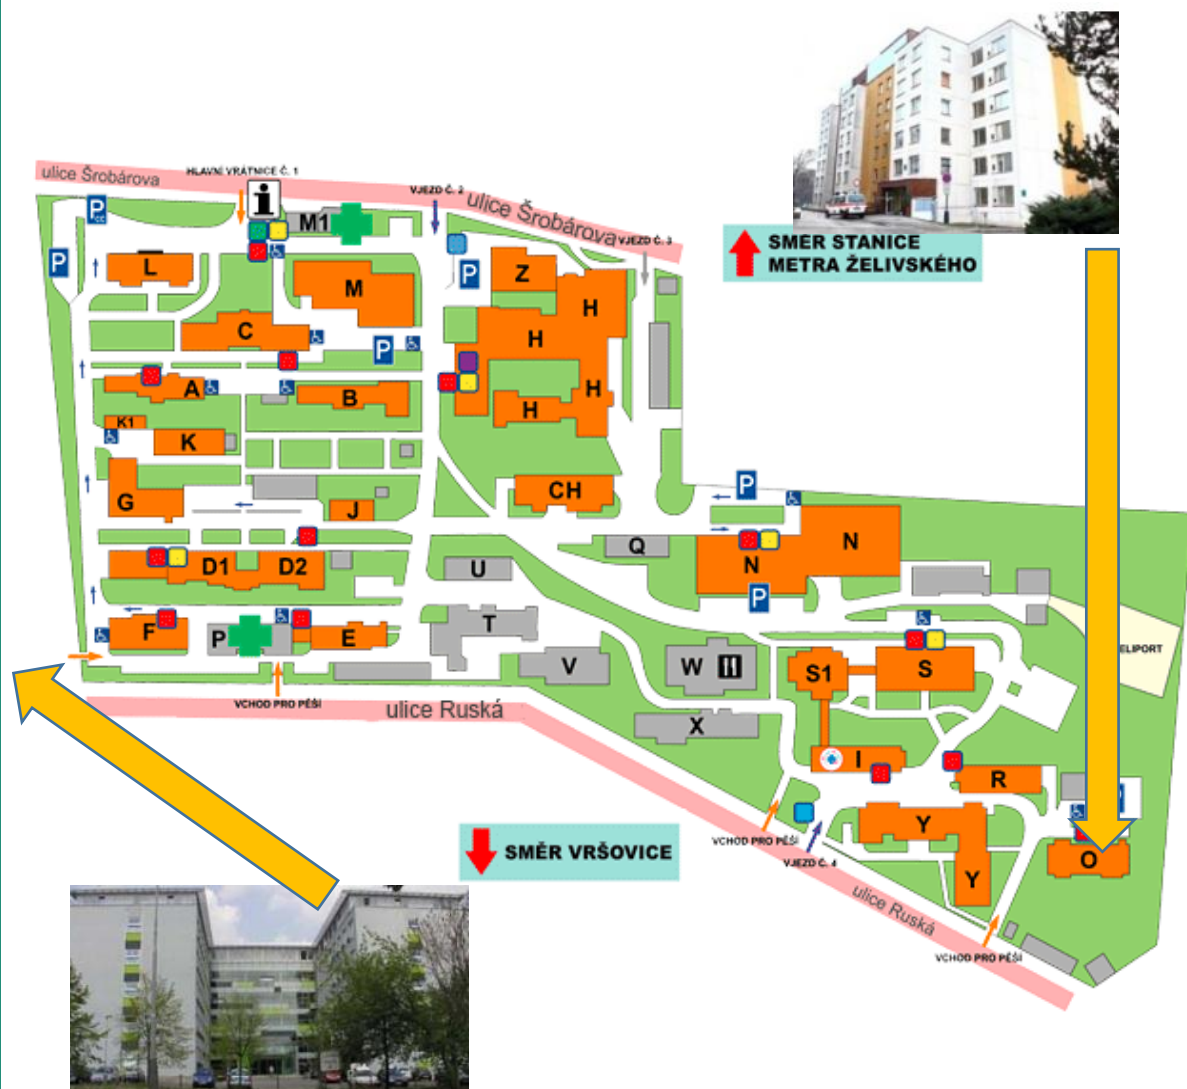 ulice Šrobárova
HLAVNÍ VRÁTNICE Č. 1
VJEZD Č. 2
ulice Šrobárova
VJEZD Č. 3
SMĚR STANICE
METRA ŽELIVSKÉHO
P
CC
i
M1
P
L
M
P
Z
H
C
H
P
A
B
H
H
K1
K
G
J
CH
P
N
Q
N
D1
D2
U
P
F
P
E
T
V
W
S1
S
ELIPORT
VCHOD PRO PĚŠÍ
ulice Ruská
X
I
R
Y
VCHOD PRO PĚŠÍ
VJEZD Č. 4
SMĚR VRŠOVICE
O
Y
ulice Ruská
VCHOD PRO PĚŠÍ